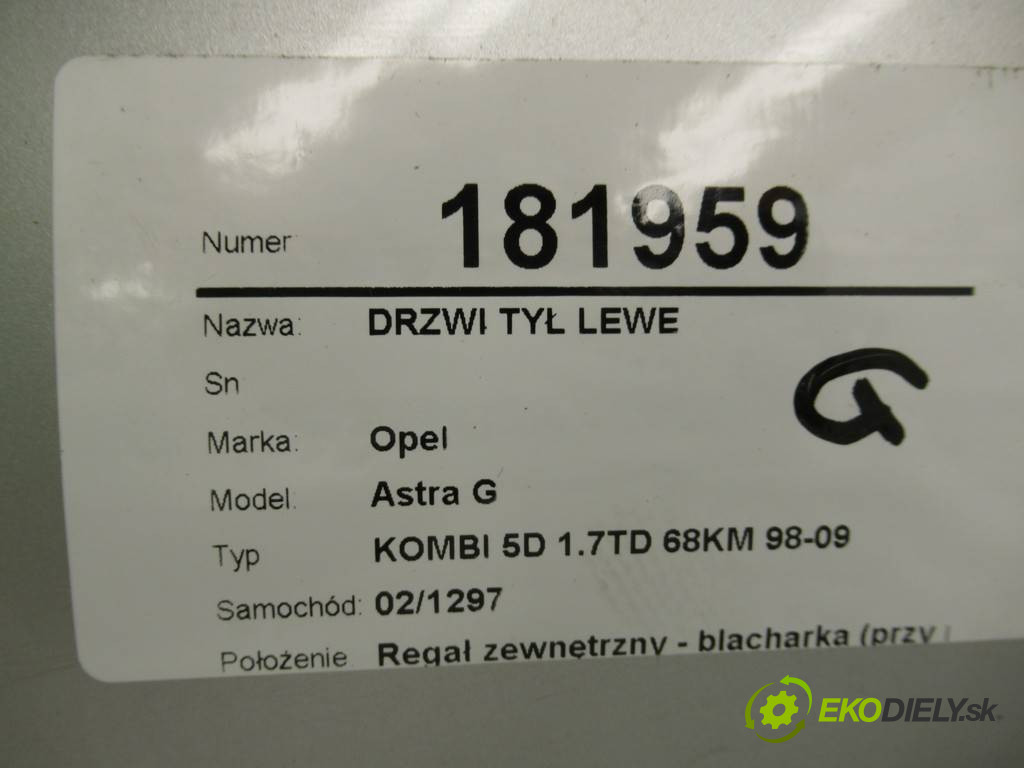 Numer 181959
Nazwa: DRZWI TYŁ LEWE
Sn
G
Marka: Opel
Model: Astra G
Typ KOMBI 5D 1.7TD 68KM 98-09
Samochód: 02/1297
Położenie Regał zewnętrzny - blacharka (przy
EKODIELY.sk